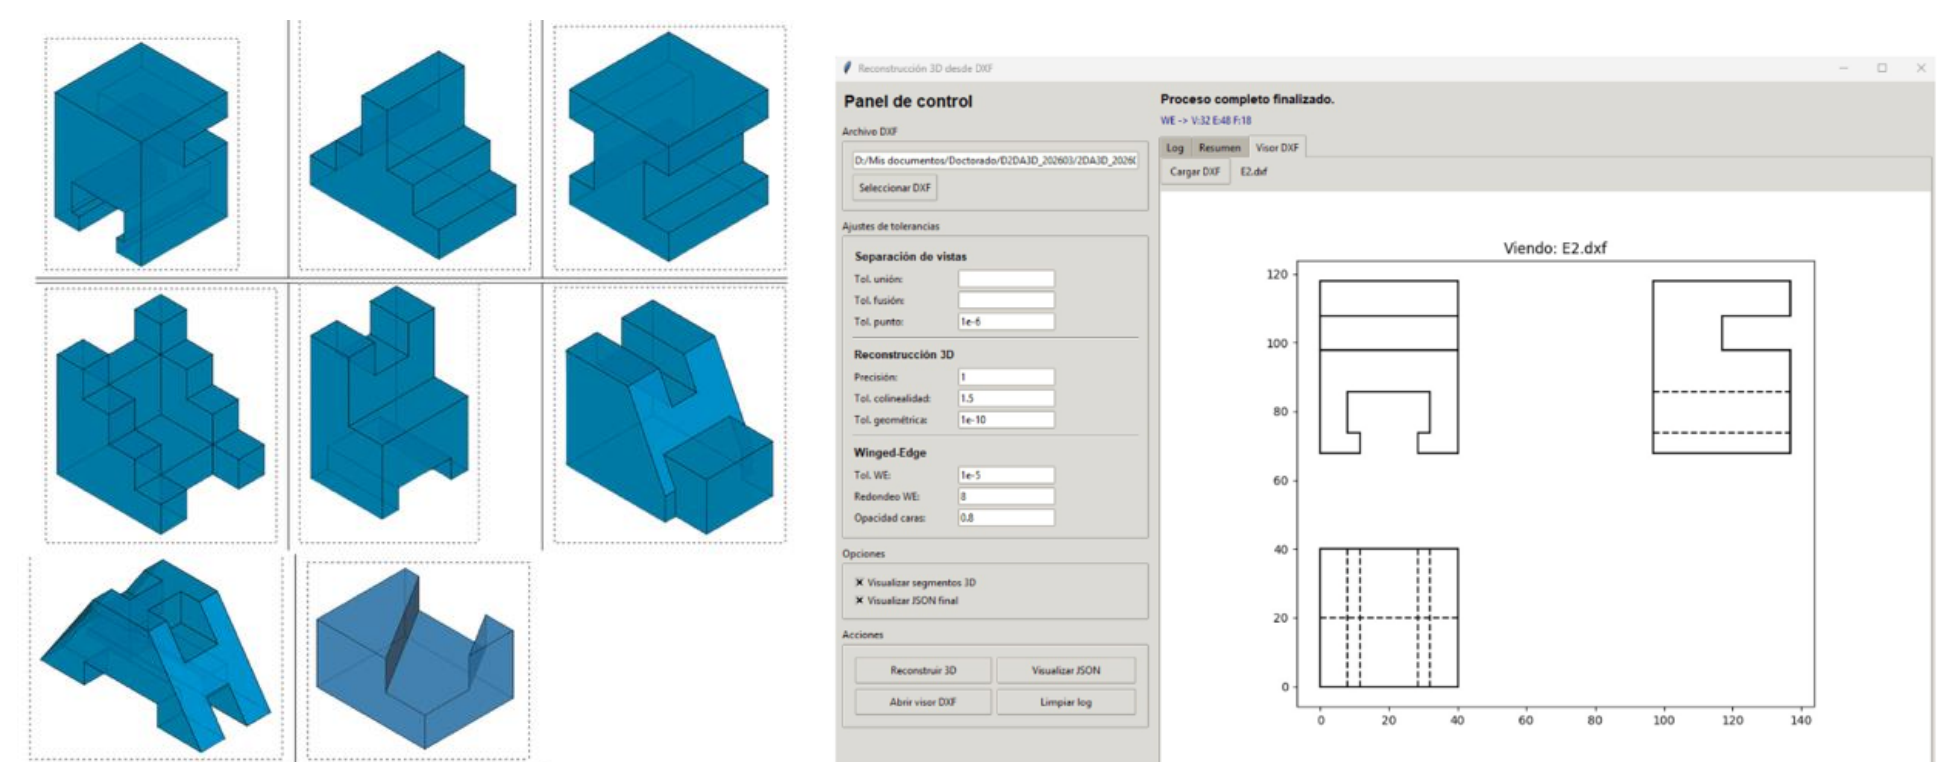 Reconstrucción 3D desde DXF
Panel de control
Archivo DXF
D:/Mis documentos/Doctorado/D2DA3D_202603/2DA3D_2026(
Seleccionar DXF
Ajustes de tolerancias
Separación de vistas
Tol. unión:
Tol. fusión:
Tol. punto: 1e-6
Reconstrucción 3D
Precisión: 1
Tol. colinealidad: 1.5
Tol. geométrica: 1e-10
Winged-Edge
Tol. WE: 1e-5
Redondeo WE: 8
Opacidad caras: 0.8
Opciones
Visualizar segmentos 3D
Visualizar JSON final
Acciones
Reconstruir 3D Visualizar JSON
Abrir visor DXF Limpiar log
Proceso completo finalizado.
WE -> V:32 E:48 F:18
Log Resumen Visor DXF
Cargar DXF E2.dxf
Viendo: E2.dxf
120
100
80
60
40
20
0
0 20 40 60 80 100 120 140